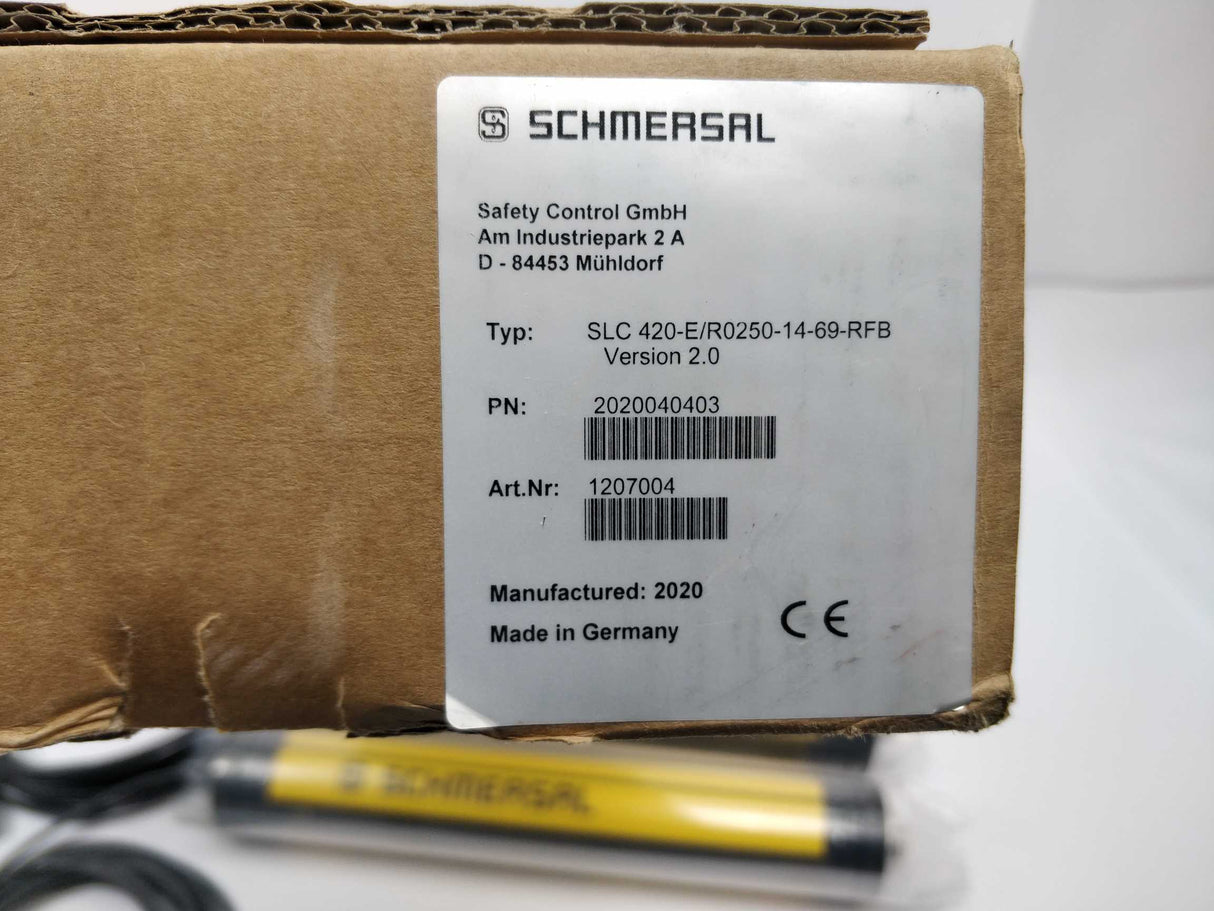 SCHMERSAL
Safety Control GmbH
Am Industriepark 2 A
D - 84453 Mühldorf
Typ: SLC 420-E/R0250-14-69-RFB
Version 2.0
PN: 2020040403
Art.Nr: 1207004
Manufactured: 2020
Made in Germany
CE
SCHMERSAL